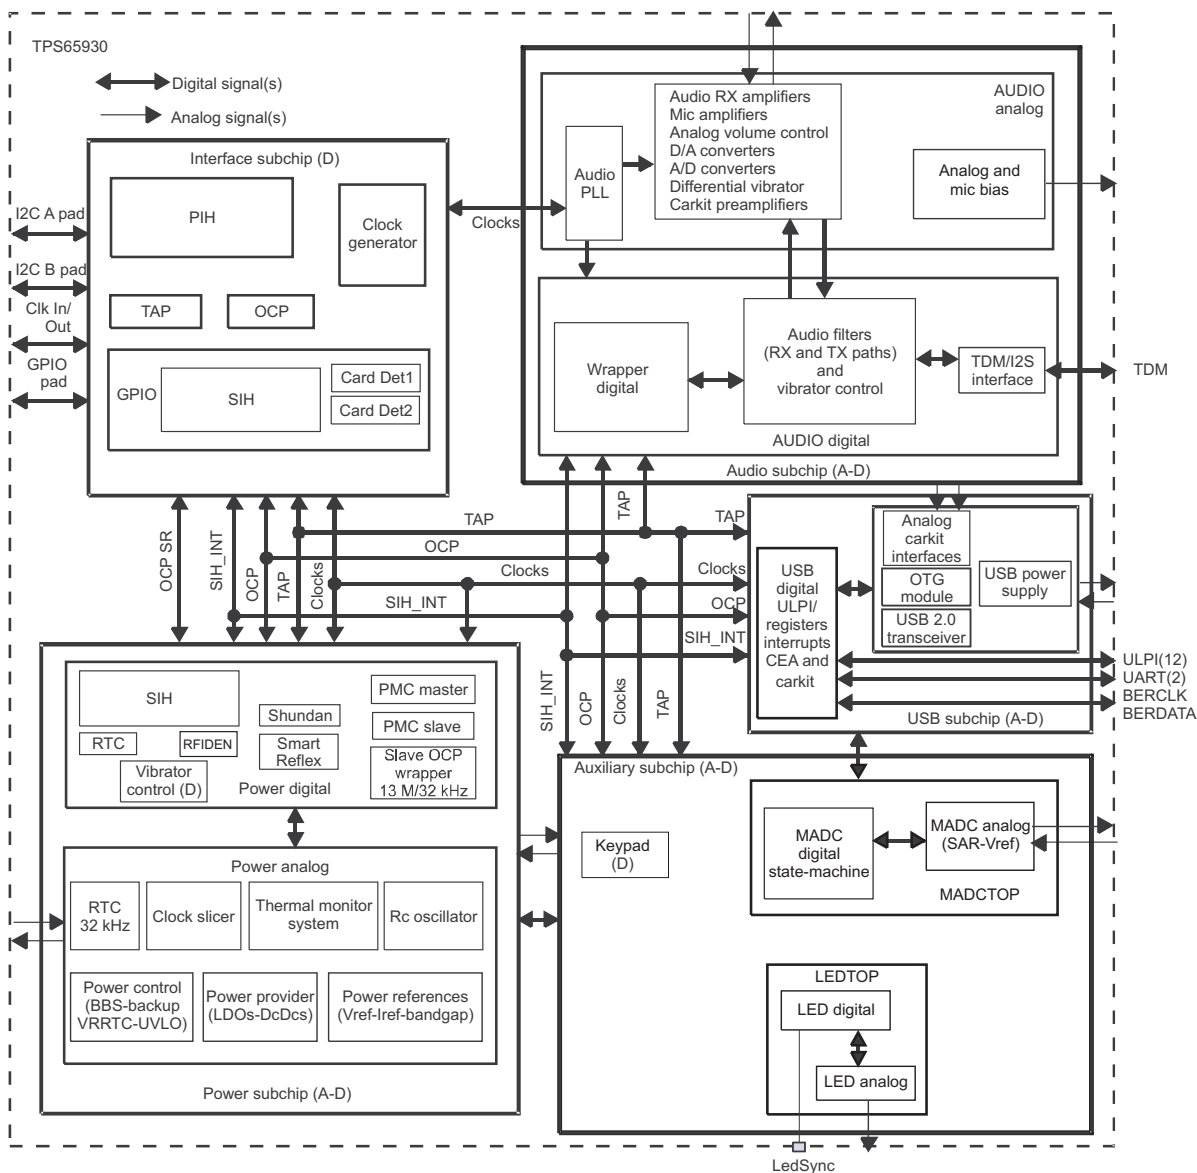 TPS65930
Digital signal(s)
Analog signal(s)
Interface subchip (D)
PIH
Clock
generator
TAP
OCP
GPIO
SIH
Card Det1
Card Det2
I2C A pad
I2C B pad
Clk In/
Out
GPIO
pad
Clocks
AUDIO
analog
Audio RX amplifiers
Mic amplifiers
Analog volume control
D/A converters
A/D converters
Differential vibrator
Carkit preamplifiers
Audio
PLL
Analog and
mic bias
Wrapper
digital
Audio filters
(RX and TX paths)
and
vibrator control
TDM/I2S
interface
TDM
AUDIO digital
Audio subchip (A-D)
OCP SR
SIH_INT
OCP
TAP
Clocks
TAP
OCP
Clocks
SIH_INT
TAP
TAP
Clocks
OCP
SIH_INT
SIH_INT
OCP
Clocks
TAP
USB
digital
ULPI/
registers
interrupts
CEA and
carkit
Analog
carkit
interfaces
OTG
module
USB 2.0
transceiver
USB power
supply
ULPI(12)
UART(2)
BERCLK
BERDATA
USB subchip (A-D)
SIH
RTC
RFIDEN
Vibrator
control (D)
Shundan
Smart
Reflex
PMC master
PMC slave
Slave OCP
wrapper
13 M/32 kHz
Power digital
Power analog
RTC
32 kHz
Clock slicer
Thermal monitor
system
Rc oscillator
Power control
(BBS-backup
VRRTC-UVLO)
Power provider
(LDOs-DcDcs)
Power references
(Vref-Iref-bandgap)
Power subchip (A-D)
Auxiliary subchip (A-D)
Keypad
(D)
MADC
digital
state-machine
MADC analog
(SAR-Vref)
MADCTOP
LEDTOP
LED digital
LED analog
LedSync